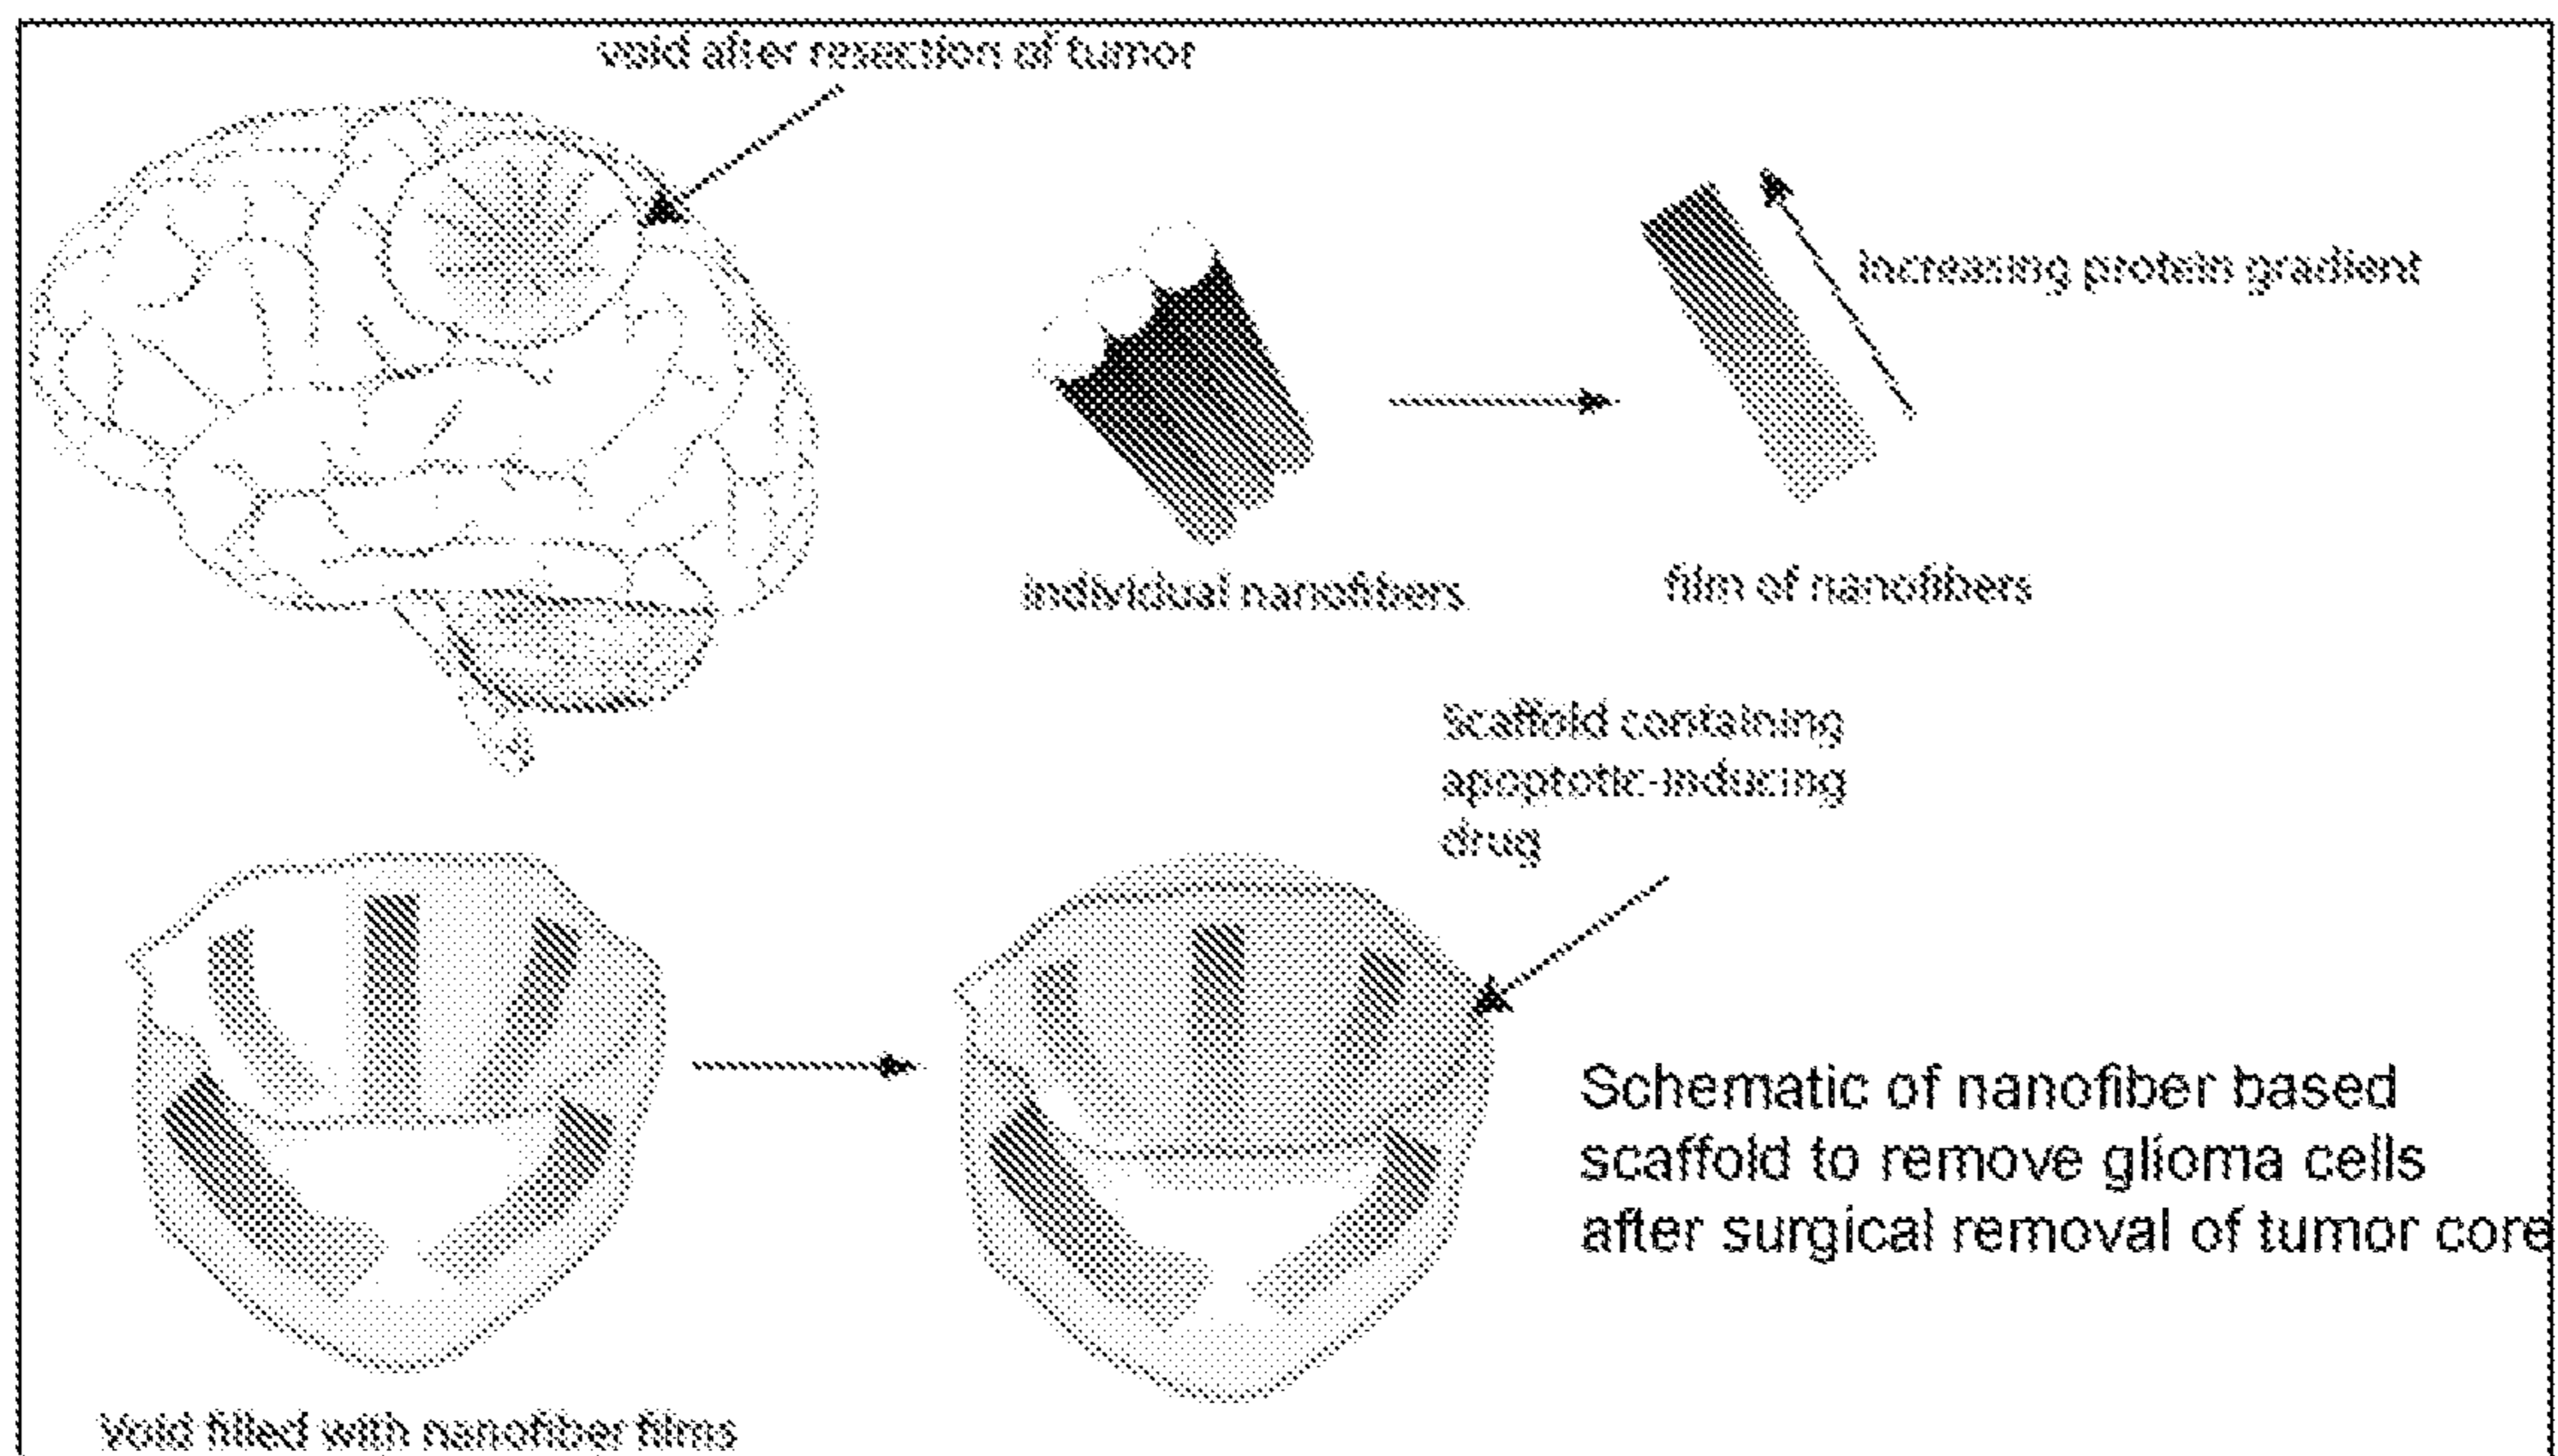 void after resection of tumor
increasing protein gradient
individual nanofibers
film of nanofibers
Scaffold containing
apoptotic-inducing
drug
Schematic of nanofiber based
scaffold to remove glioma cells
after surgical removal of tumor core
Void filled with nanofiber films